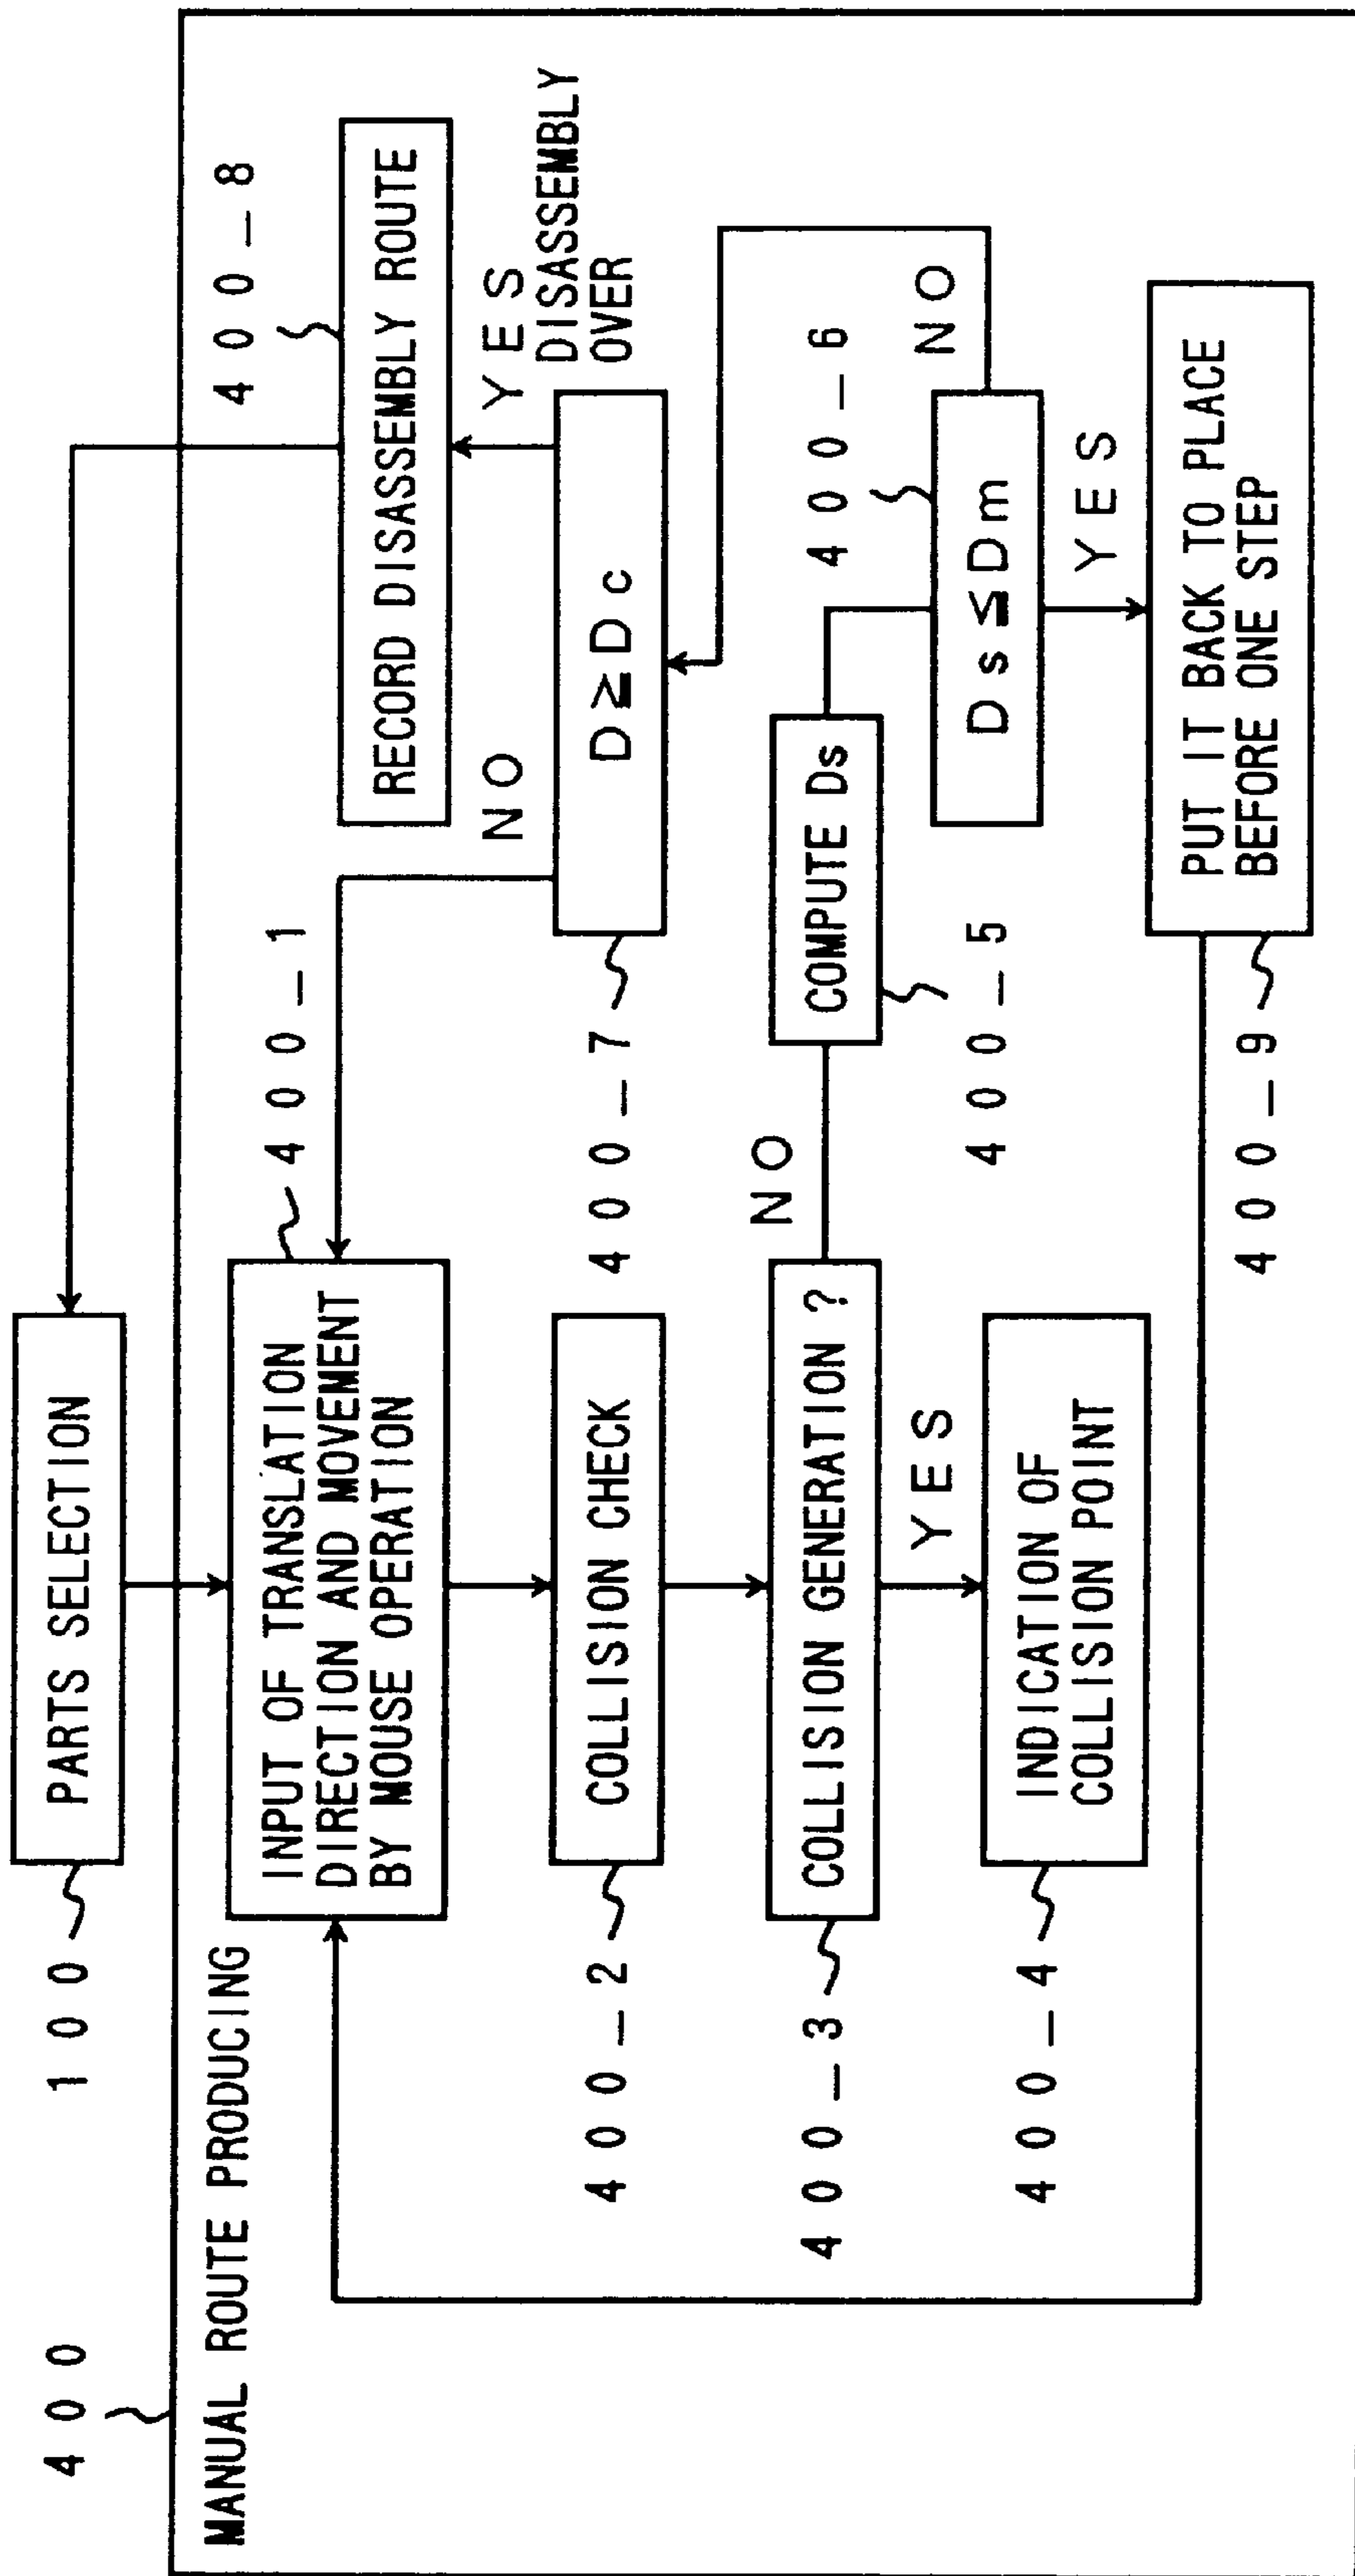 400
100
PARTS SELECTION
MANUAL ROUTE PRODUCING
400-8
400-1
INPUT OF TRANSLATION
DIRECTION AND MOVEMENT
BY MOUSE OPERATION
RECORD DISASSEMBLY ROUTE
NO
YES
DISASSEMBLY
OVER
400-2
COLLISION CHECK
400-7
D≧Dc
NO
400-3
COLLISION GENERATION ?
COMPUTE Ds
400-6
YES
400-5
Ds≦Dm
NO
400-4
INDICATION OF
COLLISION POINT
YES
400-9
PUT IT BACK TO PLACE
BEFORE ONE STEP